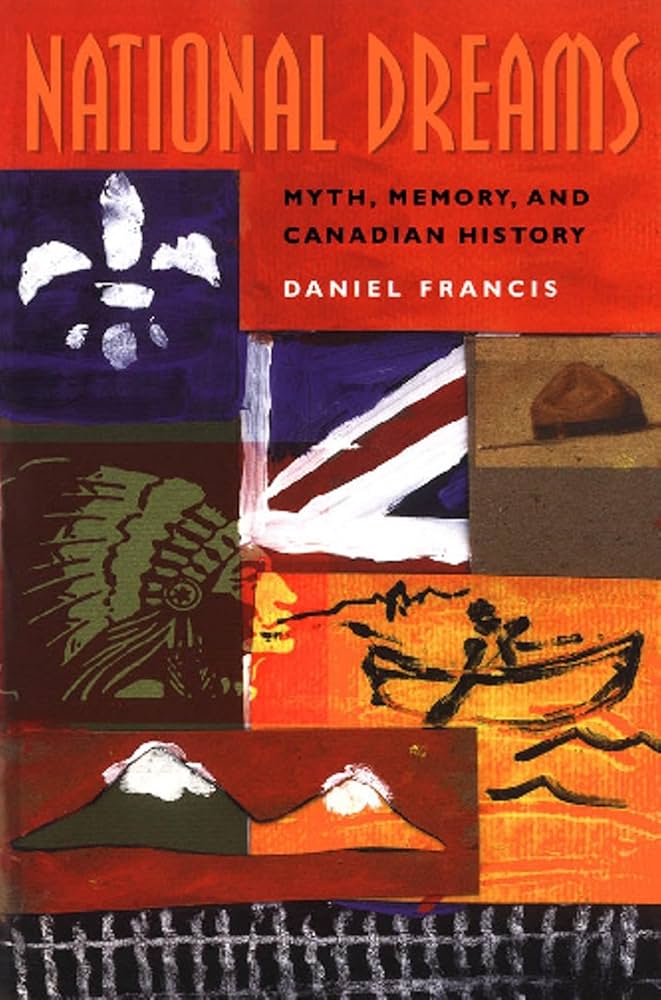 NATIONAL DREAMS
MYTH, MEMORY, AND
CANADIAN HISTORY
DANIEL FRANCIS